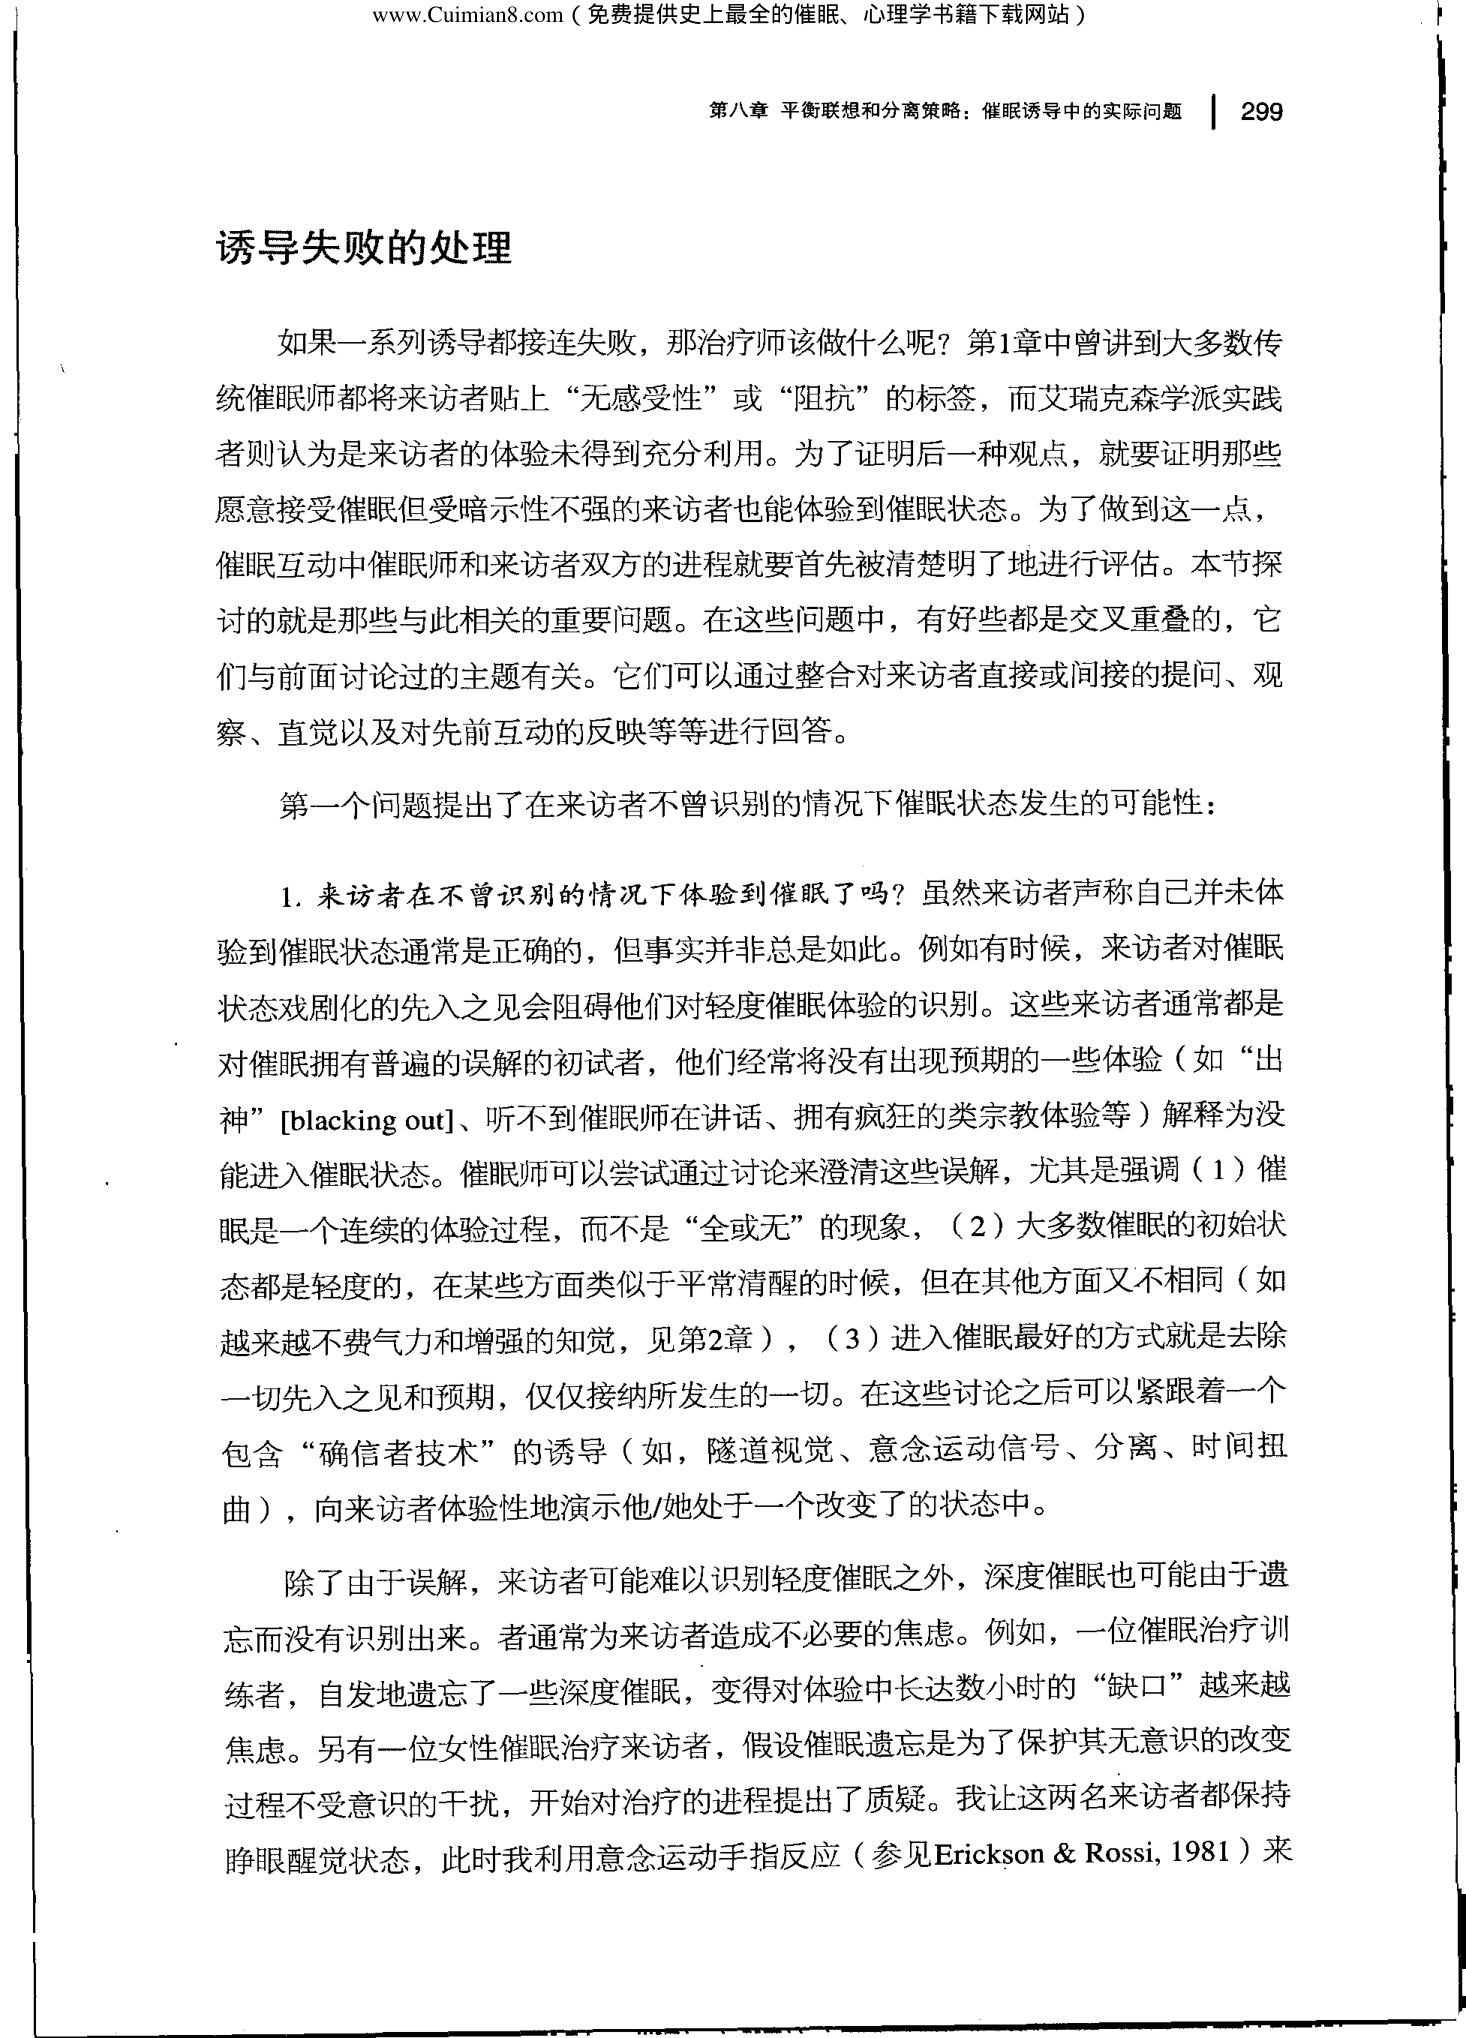 www.Cuimian8.com（免费提供史上最全的催眠、心理学书籍下载网站）
第八章 平衡联想和分离策略：催眠诱导中的实际问题 299
诱导失败的处理
如果一系列诱导都接连失败，那治疗师该做什么呢？第1章中曾讲到大多数传
统催眠师都将来访者贴上“无感受性”或“阻抗”的标签，而艾瑞克森学派实践
者则认为是来访者的体验未得到充分利用。为了证明后一种观点，就要证明那些
愿意接受催眠但受暗示性不强的来访者也能体验到催眠状态。为了做到这一点，
催眠互动中催眠师和来访者双方的进程就要首先被清楚明了地进行评估。本节探
讨的就是那些与此相关的重要问题。在这些问题中，有好些都是交叉重叠的，它
们与前面讨论过的主题有关。它们可以通过整合对来访者直接或间接的提问、观
察、直觉以及对先前互动的反映等等进行回答。
第一个问题提出了在来访者不曾识别的情况下催眠状态发生的可能性：
1. 来访者在不曾识别的情况下体验到催眠了吗？虽然来访者声称自己并未体
验到催眠状态通常是正确的，但事实并非总是如此。例如有时候，来访者对催眠
状态戏剧化的先入之见会阻碍他们对轻度催眠体验的识别。这些来访者通常都是
对催眠拥有普遍的误解的初试者，他们经常将没有出现预期的一些体验（如“出
神”[blacking out]、听不到催眠师在讲话、拥有疯狂的类宗教体验等）解释为没
能进入催眠状态。催眠师可以尝试通过讨论来澄清这些误解，尤其是强调（1）催
眠是一个连续的体验过程，而不是“全或无”的现象，（2）大多数催眠的初始状
态都是轻度的，在某些方面类似于平常清醒的时候，但在其他方面又不相同（如
越来越不费气力和增强的知觉，见第2章），（3）进入催眠最好的方式就是去除
一切先入之见和预期，仅仅接纳所发生的一切。在这些讨论之后可以紧跟着一个
包含“确信者技术”的诱导（如，隧道视觉、意念运动信号、分离、时间扭
曲），向来访者体验性地演示他/她处于一个改变了的状态中。
除了由于误解，来访者可能难以识别轻度催眠之外，深度催眠也可能由于遗
忘而没有识别出来。者通常为来访者造成不必要的焦虑。例如，一位催眠治疗训
练者，自发地遗忘了一些深度催眠，变得对体验中长达数小时的“缺口”越来越
焦虑。另有一位女性催眠治疗来访者，假设催眠遗忘是为了保护其无意识的改变
过程不受意识的干扰，开始对治疗的进程提出了质疑。我让这两名来访者都保持
睁眼醒觉状态，此时我利用意念运动手指反应（参见Erickson & Rossi, 1981）来